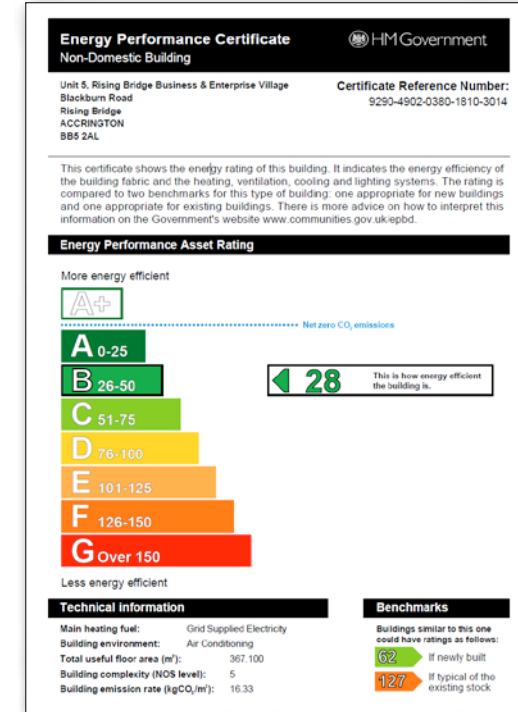 Energy Performance Certificate
HM Government
Non-Domestic Building
Unit 5, Rising Bridge Business & Enterprise Village
Blackburn Road
Rising Bridge
ACCRINGTON
BB5 2AL
Certificate Reference Number:
9290-4902-0380-1810-3014
This certificate shows the energy rating of this building. It indicates the energy efficiency of
the building fabric and the heating, ventilation, cooling and lighting systems. The rating is
compared to two benchmarks for this type of building: one appropriate for new buildings
and one appropriate for existing buildings. There is more advice on how to interpret this
information on the Government's website www.communities.gov.uk/epbd.
Energy Performance Asset Rating
More energy efficient
A+
Net zero CO₂ emissions
A 0-25
B 26-50
28
This is how energy efficient
the building is.
C 51-75
D 76-100
E 101-125
F 126-150
G Over 150
Less energy efficient
Technical information
Main heating fuel: Grid Supplied Electricity
Building environment: Air Conditioning
Total useful floor area (m²): 367.100
Building complexity (NOS level): 5
Building emission rate (kgCO₂/m²): 16.33
Benchmarks
Buildings similar to this one
could have ratings as follows:
62 If newly built
127 If typical of the
existing stock